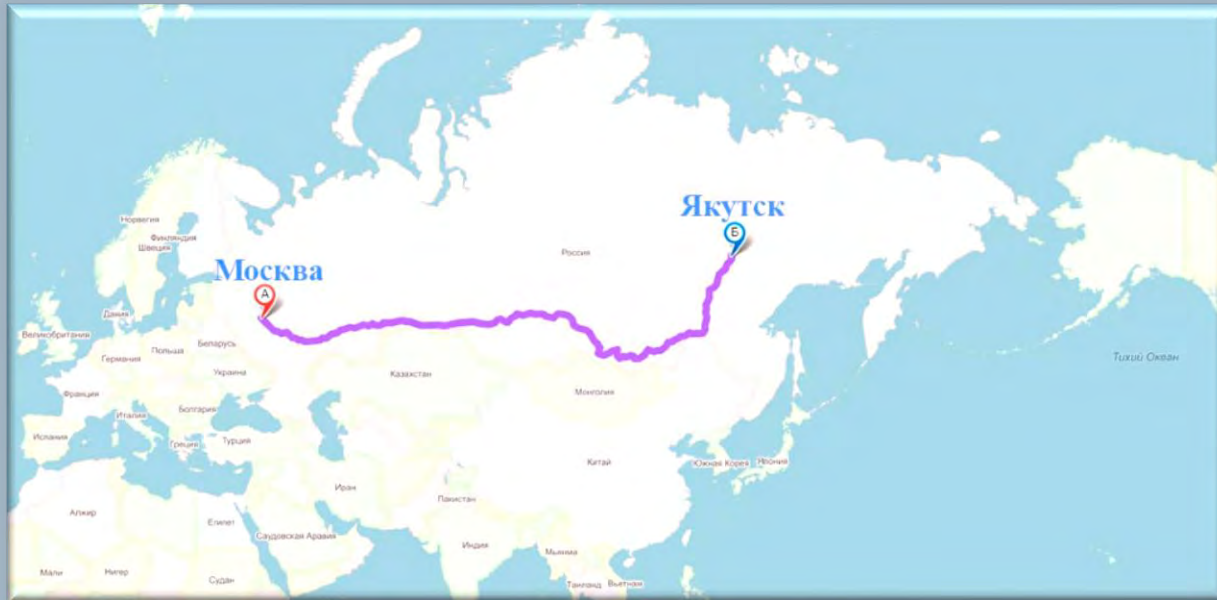 Якутск
Б
Москва
А
Россия
Норвегия
Финляндия
Швеция
Дания
Великобритания
Польша
Беларусь
Германия
Украина
Казахстан
Франция
Монголия
Болгария
Италия
Испания
Греция
Турция
Тихий Океан
Китай
Южная Корея
Япония
Иран
Пакистан
Алжир
Египет
Саудовская Аравия
Индия
Мьянма
Мали
Нигер
Судан
Таиланд
Вьетнам